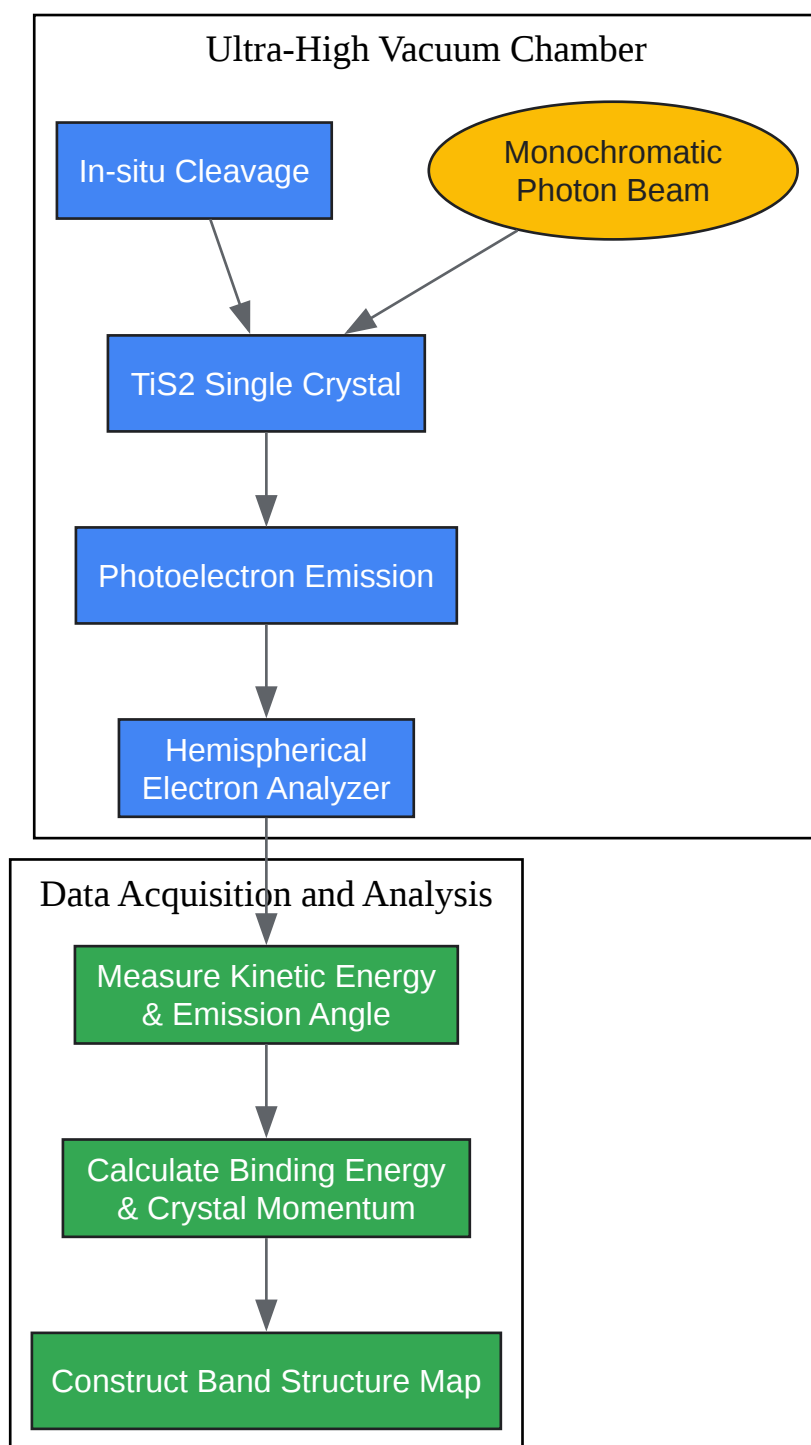 Ultra-High Vacuum Chamber
In-situ Cleavage
Monochromatic
Photon Beam
TiS2 Single Crystal
Photoelectron Emission
Hemispherical
Electron Analyzer
Data Acquisition and Analysis
Measure Kinetic Energy
& Emission Angle
Calculate Binding Energy
& Crystal Momentum
Construct Band Structure Map